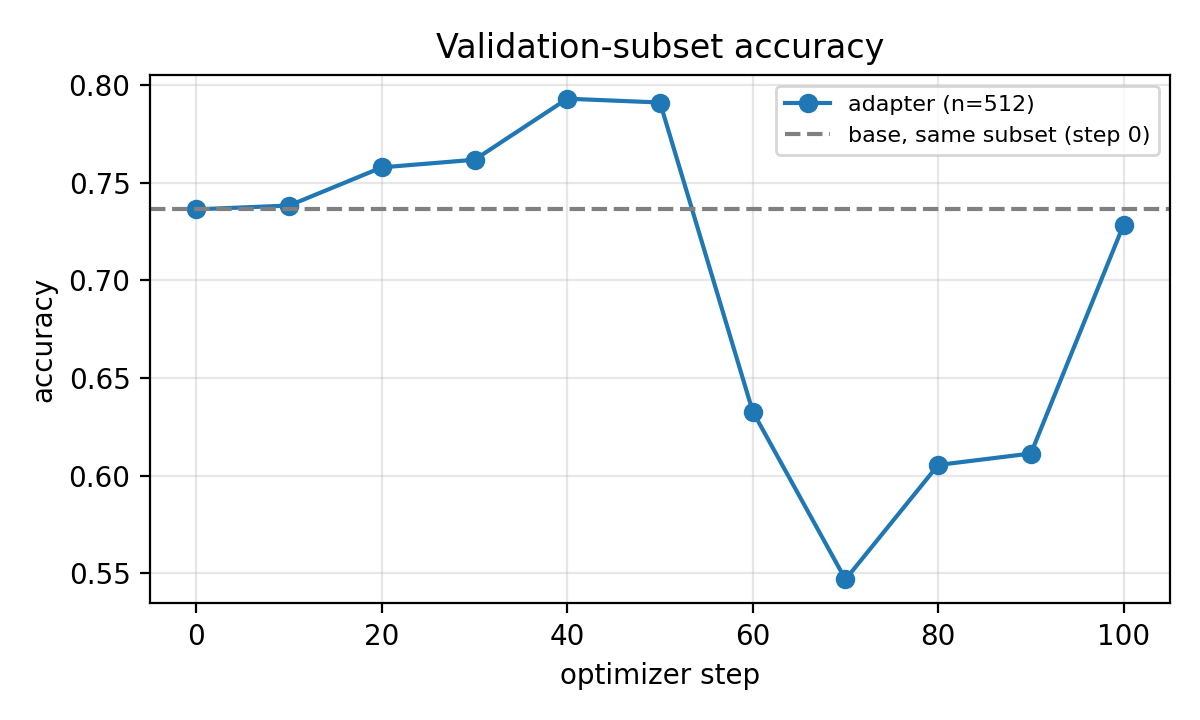 Validation-subset accuracy
0.80
0.75
0.70
0.65
0.60
0.55
accuracy
adapter (n=512)
base, same subset (step 0)
0 20 40 60 80 100
optimizer step